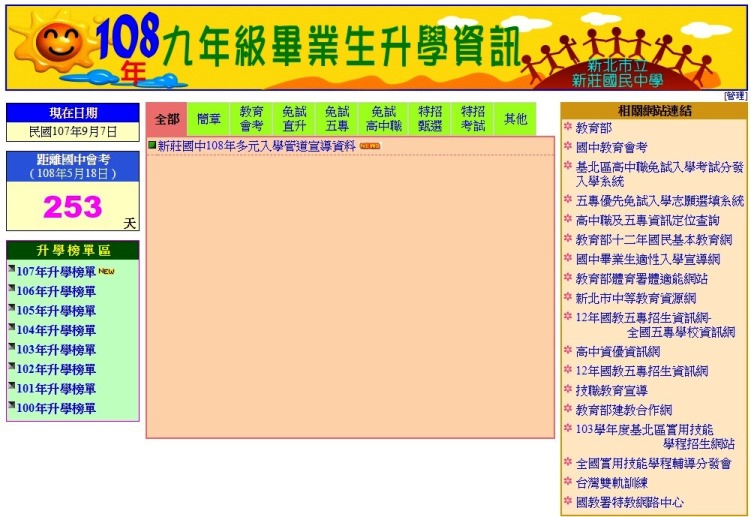 108年九年級畢業生升學資訊
新北市立
新莊國民中學
[管理]
現在日期
民國107年9月7日
距離國中會考
( 108年5月18日 )
253
天
升學榜單區
107年升學榜單 NEW
106年升學榜單
105年升學榜單
104年升學榜單
103年升學榜單
102年升學榜單
101年升學榜單
100年升學榜單
全部
簡章
教育
會考
免試
直升
免試
五專
免試
高中職
特招
甄選
特招
考試
其他
新莊國中108年多元入學管道宣導資料 NEWS
相關網站連結
教育部
國中教育會考
基北區高中職免試入學考試分發
入學系統
五專優先免試入學志願選填系統
高中職及五專資訊定位查詢
教育部十二年國民基本教育網
國中畢業生適性入學宣導網
教育部體育署體適能網站
新北市中等教育資源網
12年國教五專招生資訊網-
全國五專學校資訊網
高中資優資訊網
12年國教五專招生資訊網
技職教育宣導
教育部建教合作網
103學年度基北區實用技能
學程招生網站
全國實用技能學程輔導分發會
台灣雙軌訓練
國教署特教網路中心